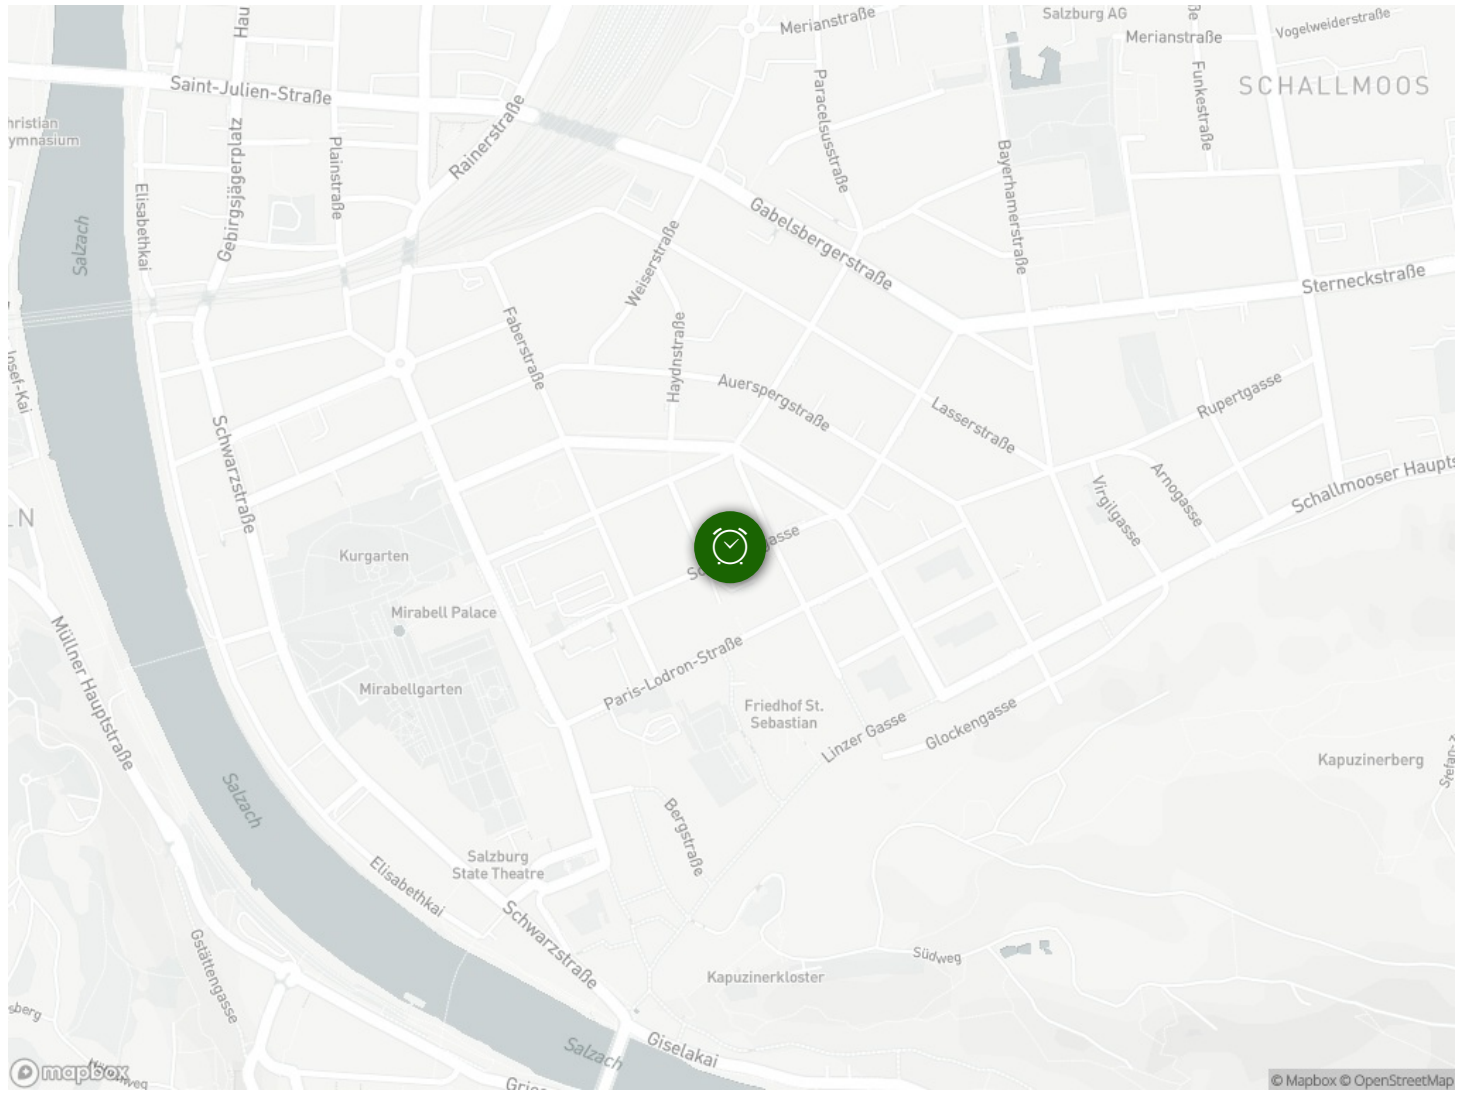 Hau
Merianstraße
Salzburg AG
Merianstraße
Vogelweiderstraße
Saint-Julien-Straße
SCHALLMOOS
Paracelsusstraße
Funkestraße
Rainerstraße
Gebirgsjägerplatz
Plainstraße
Bayerhamerstraße
Elisabethkai
Salzach
Gabelsbergerstraße
Weiserstraße
Sterneckstraße
Haydnstraße
Faberstraße
Auerspergstraße
Lasserstraße
Rupertgasse
Schwarzstraße
Schallmooser Haupts
Arnogasse
Virgilgasse
Kurgarten
Mirabell Palace
Mirabellgarten
Müllner Hauptstraße
Paris-Lodron-Straße
Friedhof St.
Sebastian
Linzer Gasse
Glockengasse
Kapuzinerberg
Salzach
Bergstraße
Salzburg
State Theatre
Elisabethkai
Schwarzstraße
Gstättengasse
Südweg
Kapuzinerkloster
Giselakai
Salzach
mapbox
© Mapbox © OpenStreetMap